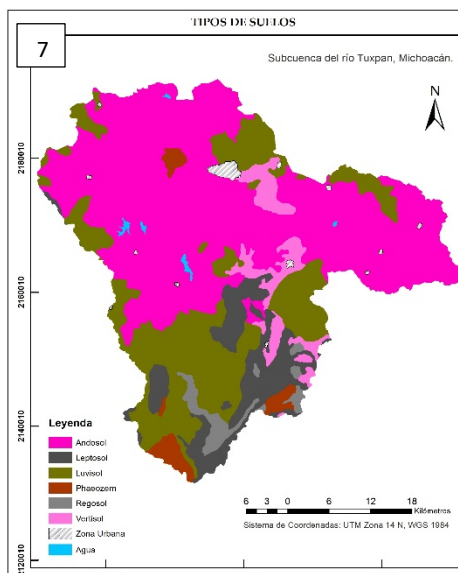 TIPOS DE SUELOS
7
Subcuenca del río Tuxpan, Michoacán.
N
2180010
2160010
2140010
2120010
Leyenda
Andosol
Leptosol
Luvisol
Phaeozem
Regosol
Vertisol
Zona Urbana
Agua
6 3 0 6 12 18
Kilómetros
Sistema de Coordenadas: UTM Zona 14 N, WGS 1984